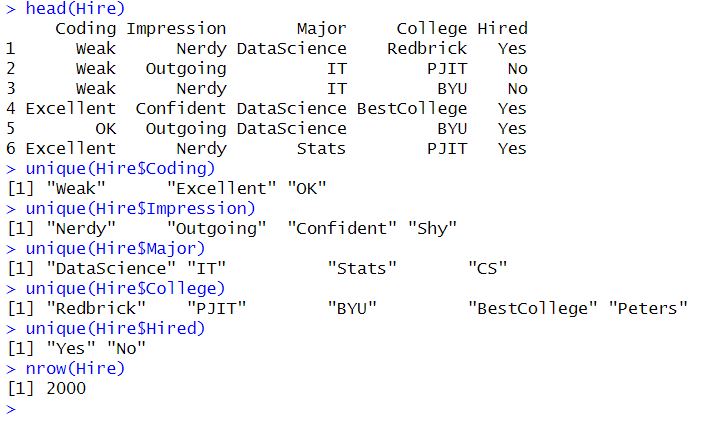 > head(Hire)
     Coding Impression       Major     College Hired
1      Weak      Nerdy DataScience    Redbrick   Yes
2      Weak   Outgoing          IT        PJIT    No
3      Weak      Nerdy          IT         BYU    No
4 Excellent  Confident DataScience BestCollege   Yes
5        OK   Outgoing DataScience         BYU   Yes
6 Excellent      Nerdy       Stats        PJIT   Yes
> unique(Hire$Coding)
[1] "Weak"      "Excellent" "OK"
> unique(Hire$Impression)
[1] "Nerdy"     "Outgoing"  "Confident" "Shy"
> unique(Hire$Major)
[1] "DataScience" "IT"          "Stats"       "CS"
> unique(Hire$College)
[1] "Redbrick"    "PJIT"        "BYU"         "BestCollege" "Peters"
> unique(Hire$Hired)
[1] "Yes" "No"
> nrow(Hire)
[1] 2000
>